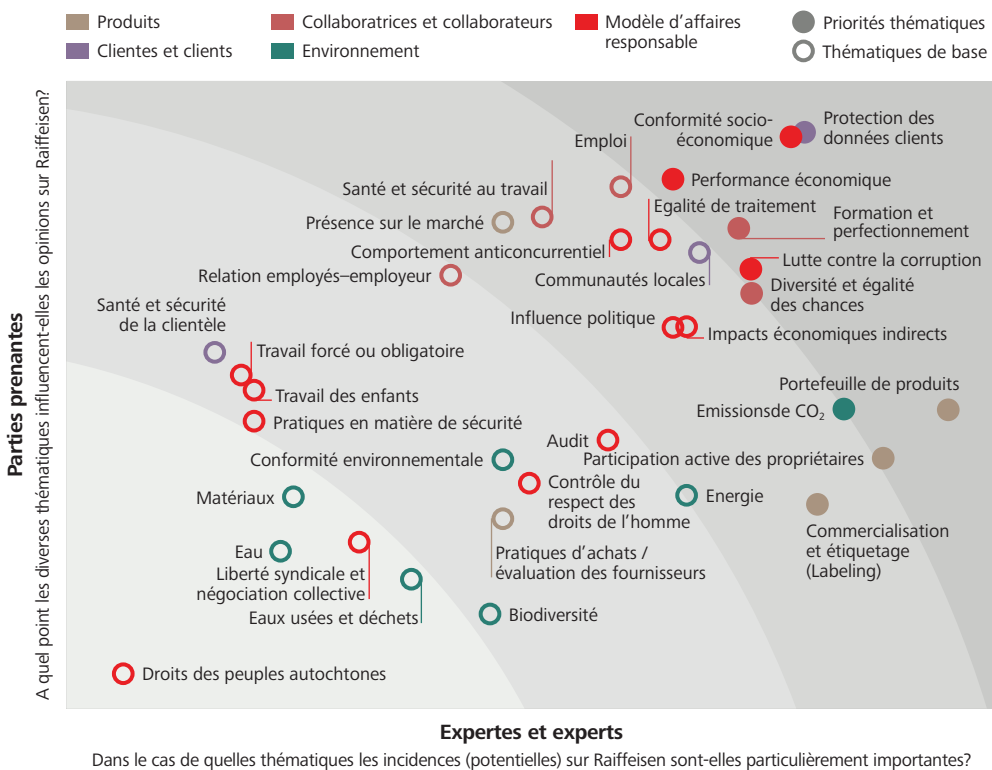 Produits
Clientes et clients
Collaboratrices et collaborateurs
Environnement
Modèle d’affaires
responsable
Priorités thématiques
Thématiques de base
Parties prenantes
A quel point les diverses thématiques influencent-elles les opinions sur Raiffeisen?
Conformité socio-
économique
Protection des
données clients
Emploi
Performance économique
Santé et sécurité au travail
Egalité de traitement
Formation et
perfectionnement
Présence sur le marché
Comportement anticoncurrentiel
Lutte contre la corruption
Relation employés–employeur
Communautés locales
Diversité et égalité
des chances
Santé et sécurité
de la clientèle
Influence politique
Impacts économiques indirects
Travail forcé ou obligatoire
Travail des enfants
Portefeuille de produits
Emissionsde CO₂
Pratiques en matière de sécurité
Audit
Conformité environnementale
Participation active des propriétaires
Contrôle du
respect des
droits de l’homme
Matériaux
Energie
Commercialisation
et étiquetage
(Labeling)
Eau
Pratiques d’achats /
évaluation des fournisseurs
Liberté syndicale et
négociation collective
Eaux usées et déchets
Biodiversité
Droits des peuples autochtones
Expertes et experts
Dans le cas de quelles thématiques les incidences (potentielles) sur Raiffeisen sont-elles particulièrement importantes?